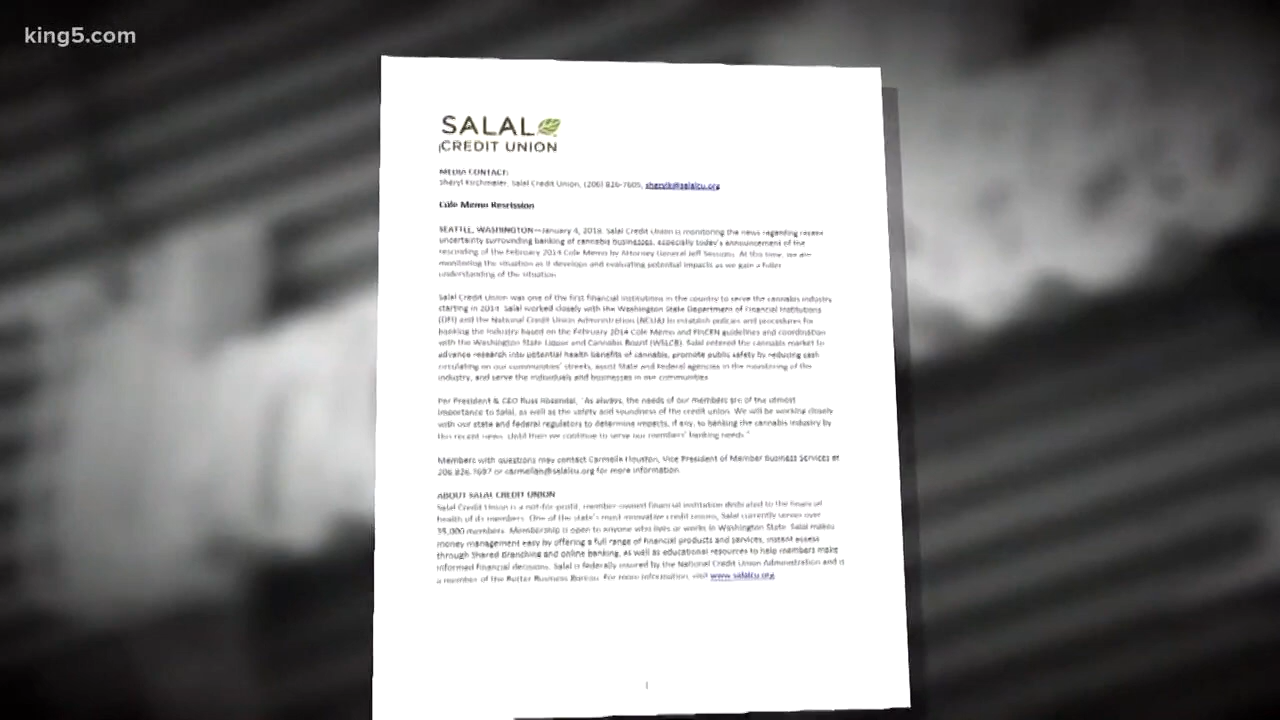 king5.com
SALAL
CREDIT UNION
MEDIA CONTACT:
Sheryl Kirchmeier, Salal Credit Union, (206) 826-7605, sherylk@salalcu.org
Cole Memo Rescission
SEATTLE, WASHINGTON—January 4, 2018. Salal Credit Union is monitoring the news regarding recent
uncertainty surrounding banking of cannabis businesses, especially today's announcement of the
rescinding of the February 2014 Cole Memo by Attorney General Jeff Sessions. At this time, we are
monitoring the situation as it develops and evaluating potential impacts as we gain a fuller
understanding of the situation.
Salal Credit Union was one of the first financial institutions in the country to serve the cannabis industry
starting in 2014. Salal worked closely with the Washington State Department of Financial Institutions
(DFI) and the National Credit Union Administration (NCUA) to establish policies and procedures for
banking the industry based on the February 2014 Cole Memo and FinCEN guidelines and coordination
with the Washington State Liquor and Cannabis Board (WSLCB). Salal entered the cannabis market to
advance research into potential health benefits of cannabis, promote public safety by reducing cash
circulating on our communities' streets, assist State and Federal agencies in the monitoring of the
industry, and serve the individuals and businesses in our communities.
Per President & CEO Russ Rosendal, "As always, the needs of our members are of the utmost
importance to Salal, as well as the safety and soundness of the credit union. We will be working closely
with our state and federal regulators to determine impacts, if any, to banking the cannabis industry by
this recent news. Until then we continue to serve our members' banking needs."
Members with questions may contact Carmella Houston, Vice President of Member Business Services at
206.826.7697 or carmellah@salalcu.org for more information.
ABOUT SALAL CREDIT UNION
Salal Credit Union is a not-for-profit, member-owned financial institution dedicated to the financial
health of its members. One of the state's most innovative credit unions, Salal currently serves over
35,000 members. Membership is open to anyone who lives or works in Washington State. Salal makes
money management easy by offering a full range of financial products and services, instant access
through Shared Branching and online banking, as well as educational resources to help members make
informed financial decisions. Salal is federally insured by the National Credit Union Administration and is
a member of the Better Business Bureau. For more information, visit www.salalcu.org